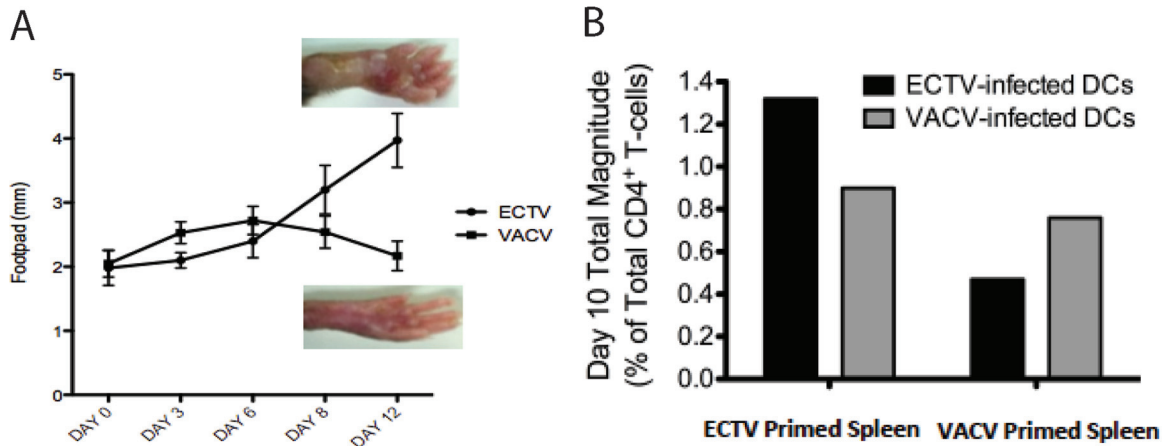 A
5
4
3
2
1
0
Footpad (mm)
DAY 0
DAY 3
DAY 6
DAY 8
DAY 12
ECTV
VACV
B
1.4
1.2
1.0
0.8
0.6
0.4
0.2
0.0
Day 10 Total Magnitude
(% of Total CD4⁺ T-cells)
ECTV-infected DCs
VACV-infected DCs
ECTV Primed Spleen
VACV Primed Spleen